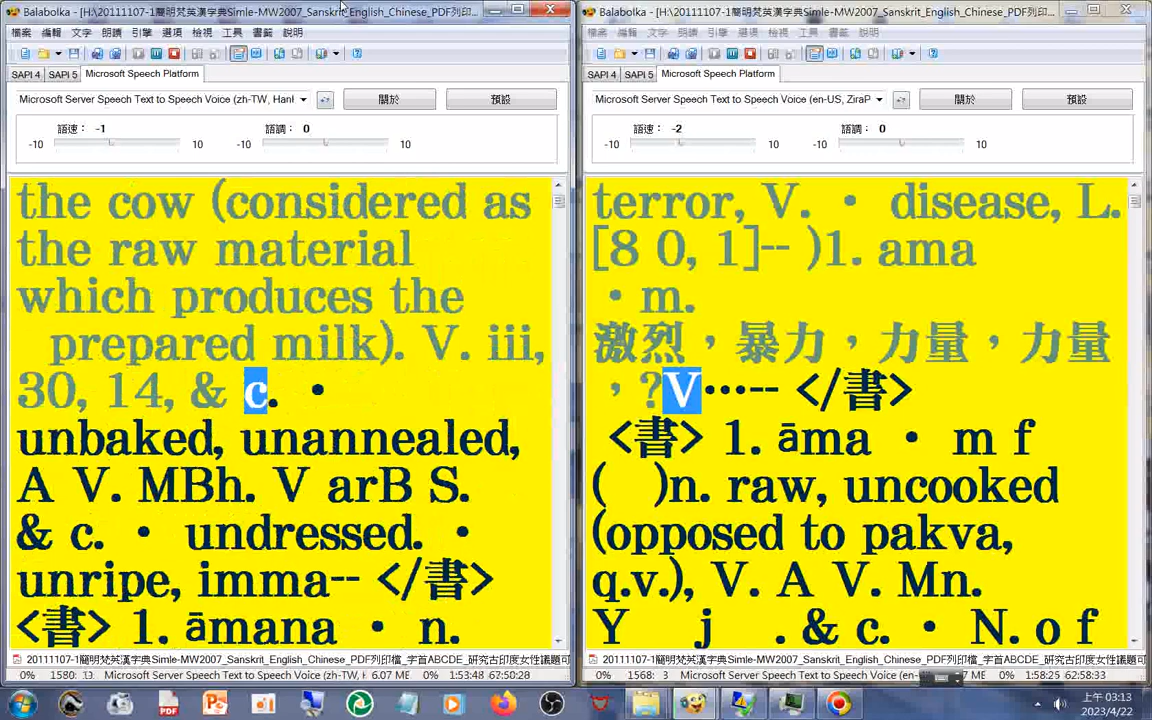 Balabolka - [H:\20111107-1簡明梵英漢字典Simle-MW2007_Sanskrit_English_Chinese_PDF列印...
檔案 編輯 文字 朗讀 引擎 選項 檢視 工具 書籤 說明
SAPI 4 SAPI 5 Microsoft Speech Platform
Microsoft Server Speech Text to Speech Voice (zh-TW, Hanl
關於
預設
語速： -1
語調： 0
-10 10 -10 10
the cow (considered as
the raw material
which produces the
prepared milk). V. iii,
30, 14, & c. •
unbaked, unannealed,
A V. MBh. V arB S.
& c. • undressed. •
unripe, imma-- </書>
<書> 1. āmana • n.
20111107-1簡明梵英漢字典Simle-MW2007_Sanskrit_English_Chinese_PDF列印檔_字首ABCDE_研究古印度女性議題可
0% 1580: 13 6.07 MB 0% 1:53:48 67:50:28 Microsoft Server Speech Text to Speech Voice (zh-TW, H
Balabolka - [H:\20111107-1簡明梵英漢字典Simle-MW2007_Sanskrit_English_Chinese_PDF列印...
檔案 編輯 文字 朗讀 引擎 選項 檢視 工具 書籤 說明
SAPI 4 SAPI 5 Microsoft Speech Platform
Microsoft Server Speech Text to Speech Voice (en-US, ZiraP
關於
預設
語速： -2
語調： 0
-10 10 -10 10
terror, V. • disease, L.
[8 0, 1]-- )1. ama
• m.
激烈，暴力，力量，力量
，?V…-- </書>
<書> 1. āma • m f
( )n. raw, uncooked
(opposed to pakva,
q.v.), V. A V. Mn.
Y j . & c. • N. o f
20111107-1簡明梵英漢字典Simle-MW2007_Sanskrit_English_Chinese_PDF列印檔_字首ABCDE_研究古印度女性議題可
0% 1568: 3 6.07 MB 0% 1:58:25 62:58:33 Microsoft Server Speech Text to Speech Voice (en-US,
上午 03:13
2023/4/22